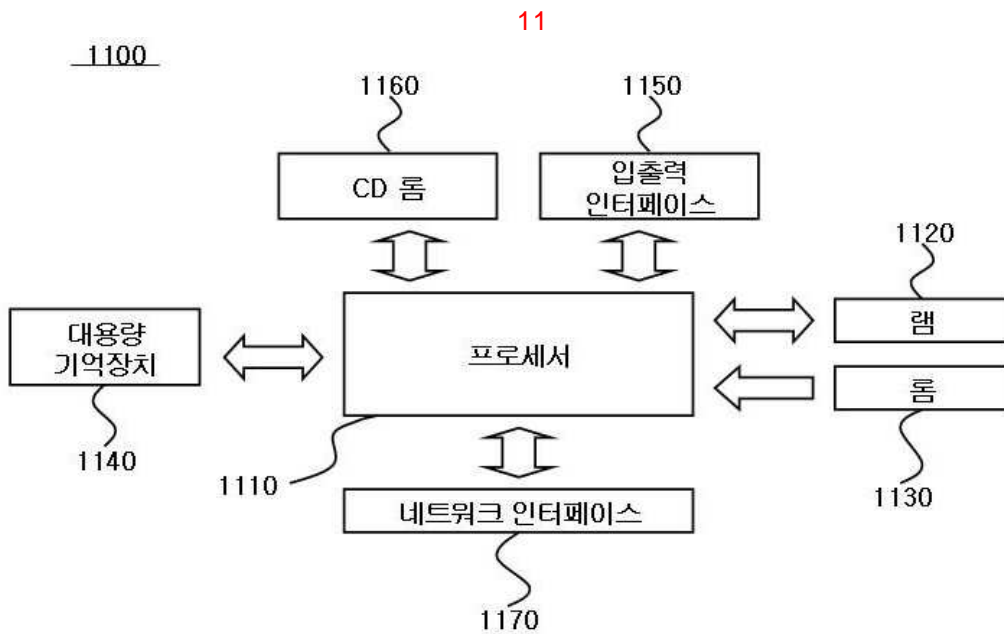 11
1100
1160
1150
CD 롬
입출력
인터페이스
1120
램
대용량
기억장치
프로세서
롬
1140
1110
1130
네트워크 인터페이스
1170